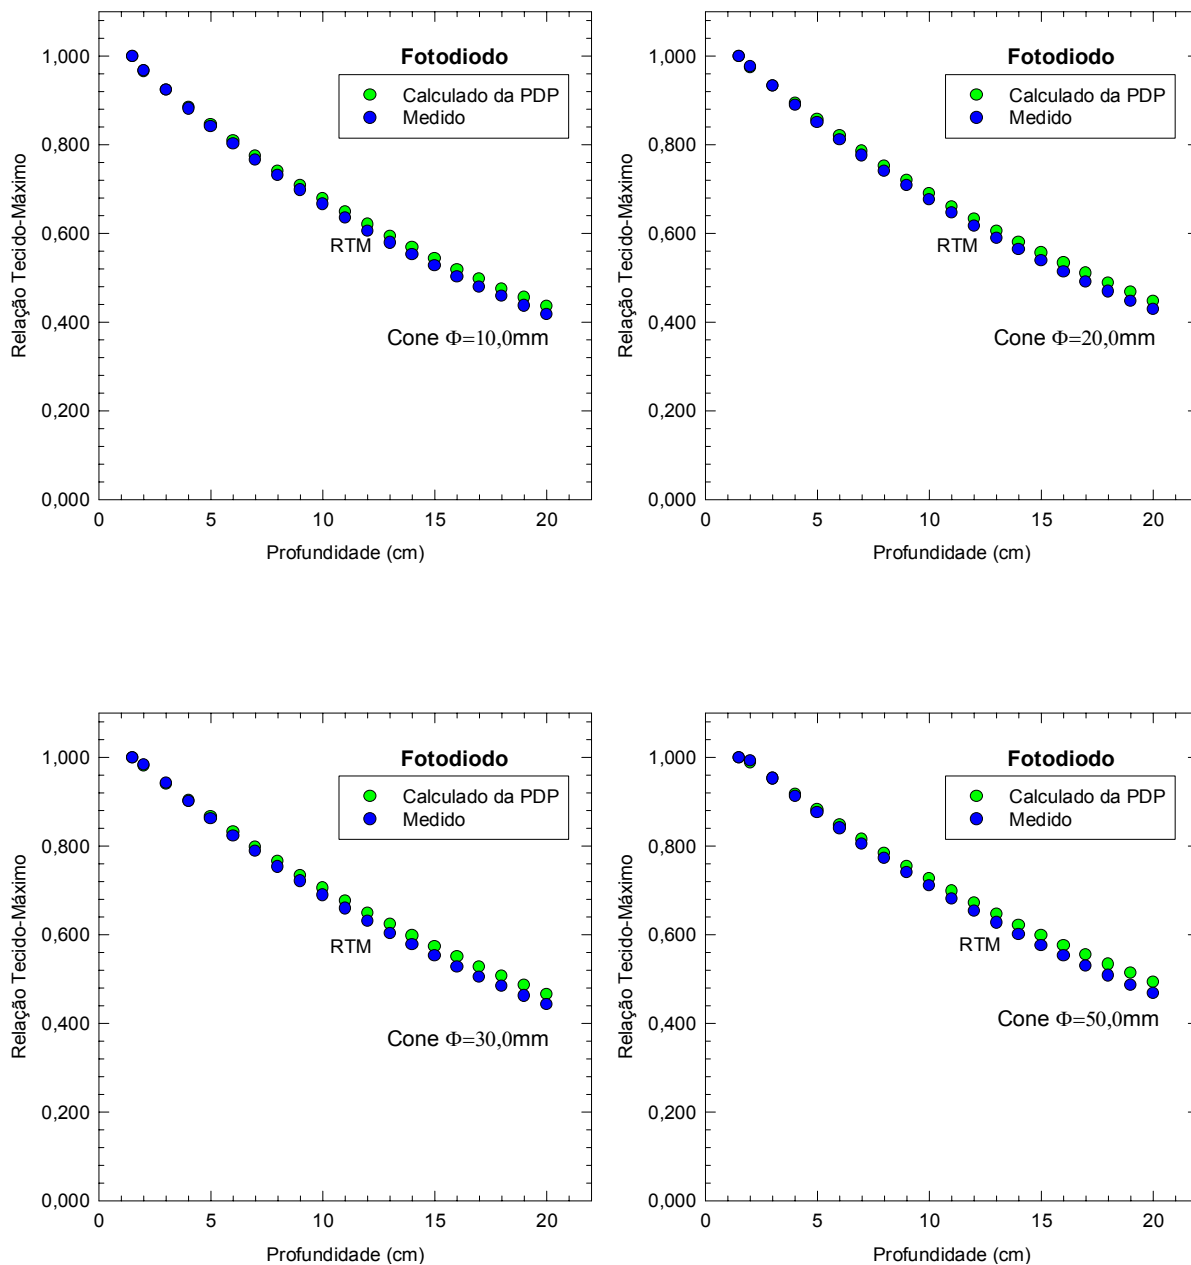 Fotodiodo
Calculado da PDP
Medido
RTM
Cone Φ=10,0mm
Relação Tecido-Máximo
1,000
0,800
0,600
0,400
0,200
0,000
0 5 10 15 20
Profundidade (cm)
Fotodiodo
Calculado da PDP
Medido
RTM
Cone Φ=20,0mm
Relação Tecido-Máximo
1,000
0,800
0,600
0,400
0,200
0,000
0 5 10 15 20
Profundidade (cm)
Fotodiodo
Calculado da PDP
Medido
RTM
Cone Φ=30,0mm
Relação Tecido-Máximo
1,000
0,800
0,600
0,400
0,200
0,000
0 5 10 15 20
Profundidade (cm)
Fotodiodo
Calculado da PDP
Medido
RTM
Cone Φ=50,0mm
Relação Tecido-Máximo
1,000
0,800
0,600
0,400
0,200
0,000
0 5 10 15 20
Profundidade (cm)